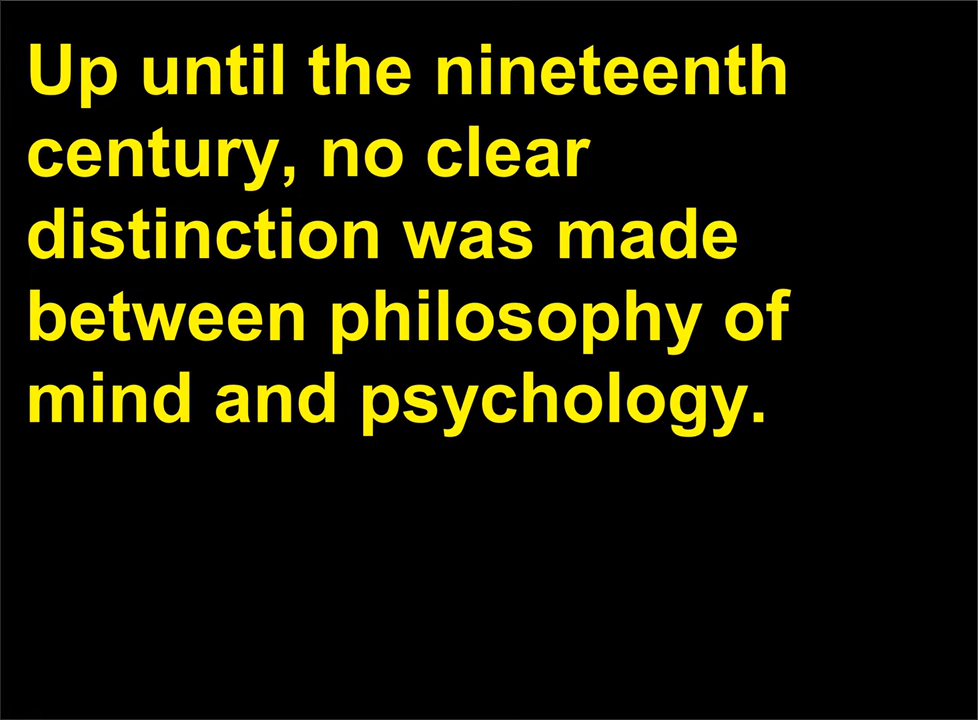 Up until the nineteenth
century, no clear
distinction was made
between philosophy of
mind and psychology.